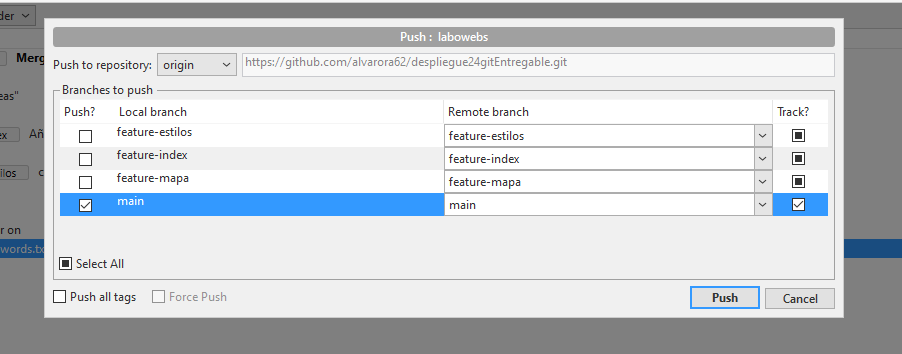 der
Push : labowebs
Merg
Push to repository: origin https://github.com/alvarora62/despliegue24gitEntregable.git
Branches to push
eas"
Push? Local branch Remote branch Track?
ex Añ
feature-estilos feature-estilos
feature-index feature-index
ilos c
feature-mapa feature-mapa
main main
r on
words.tx
Select All
Push all tags Force Push Push Cancel